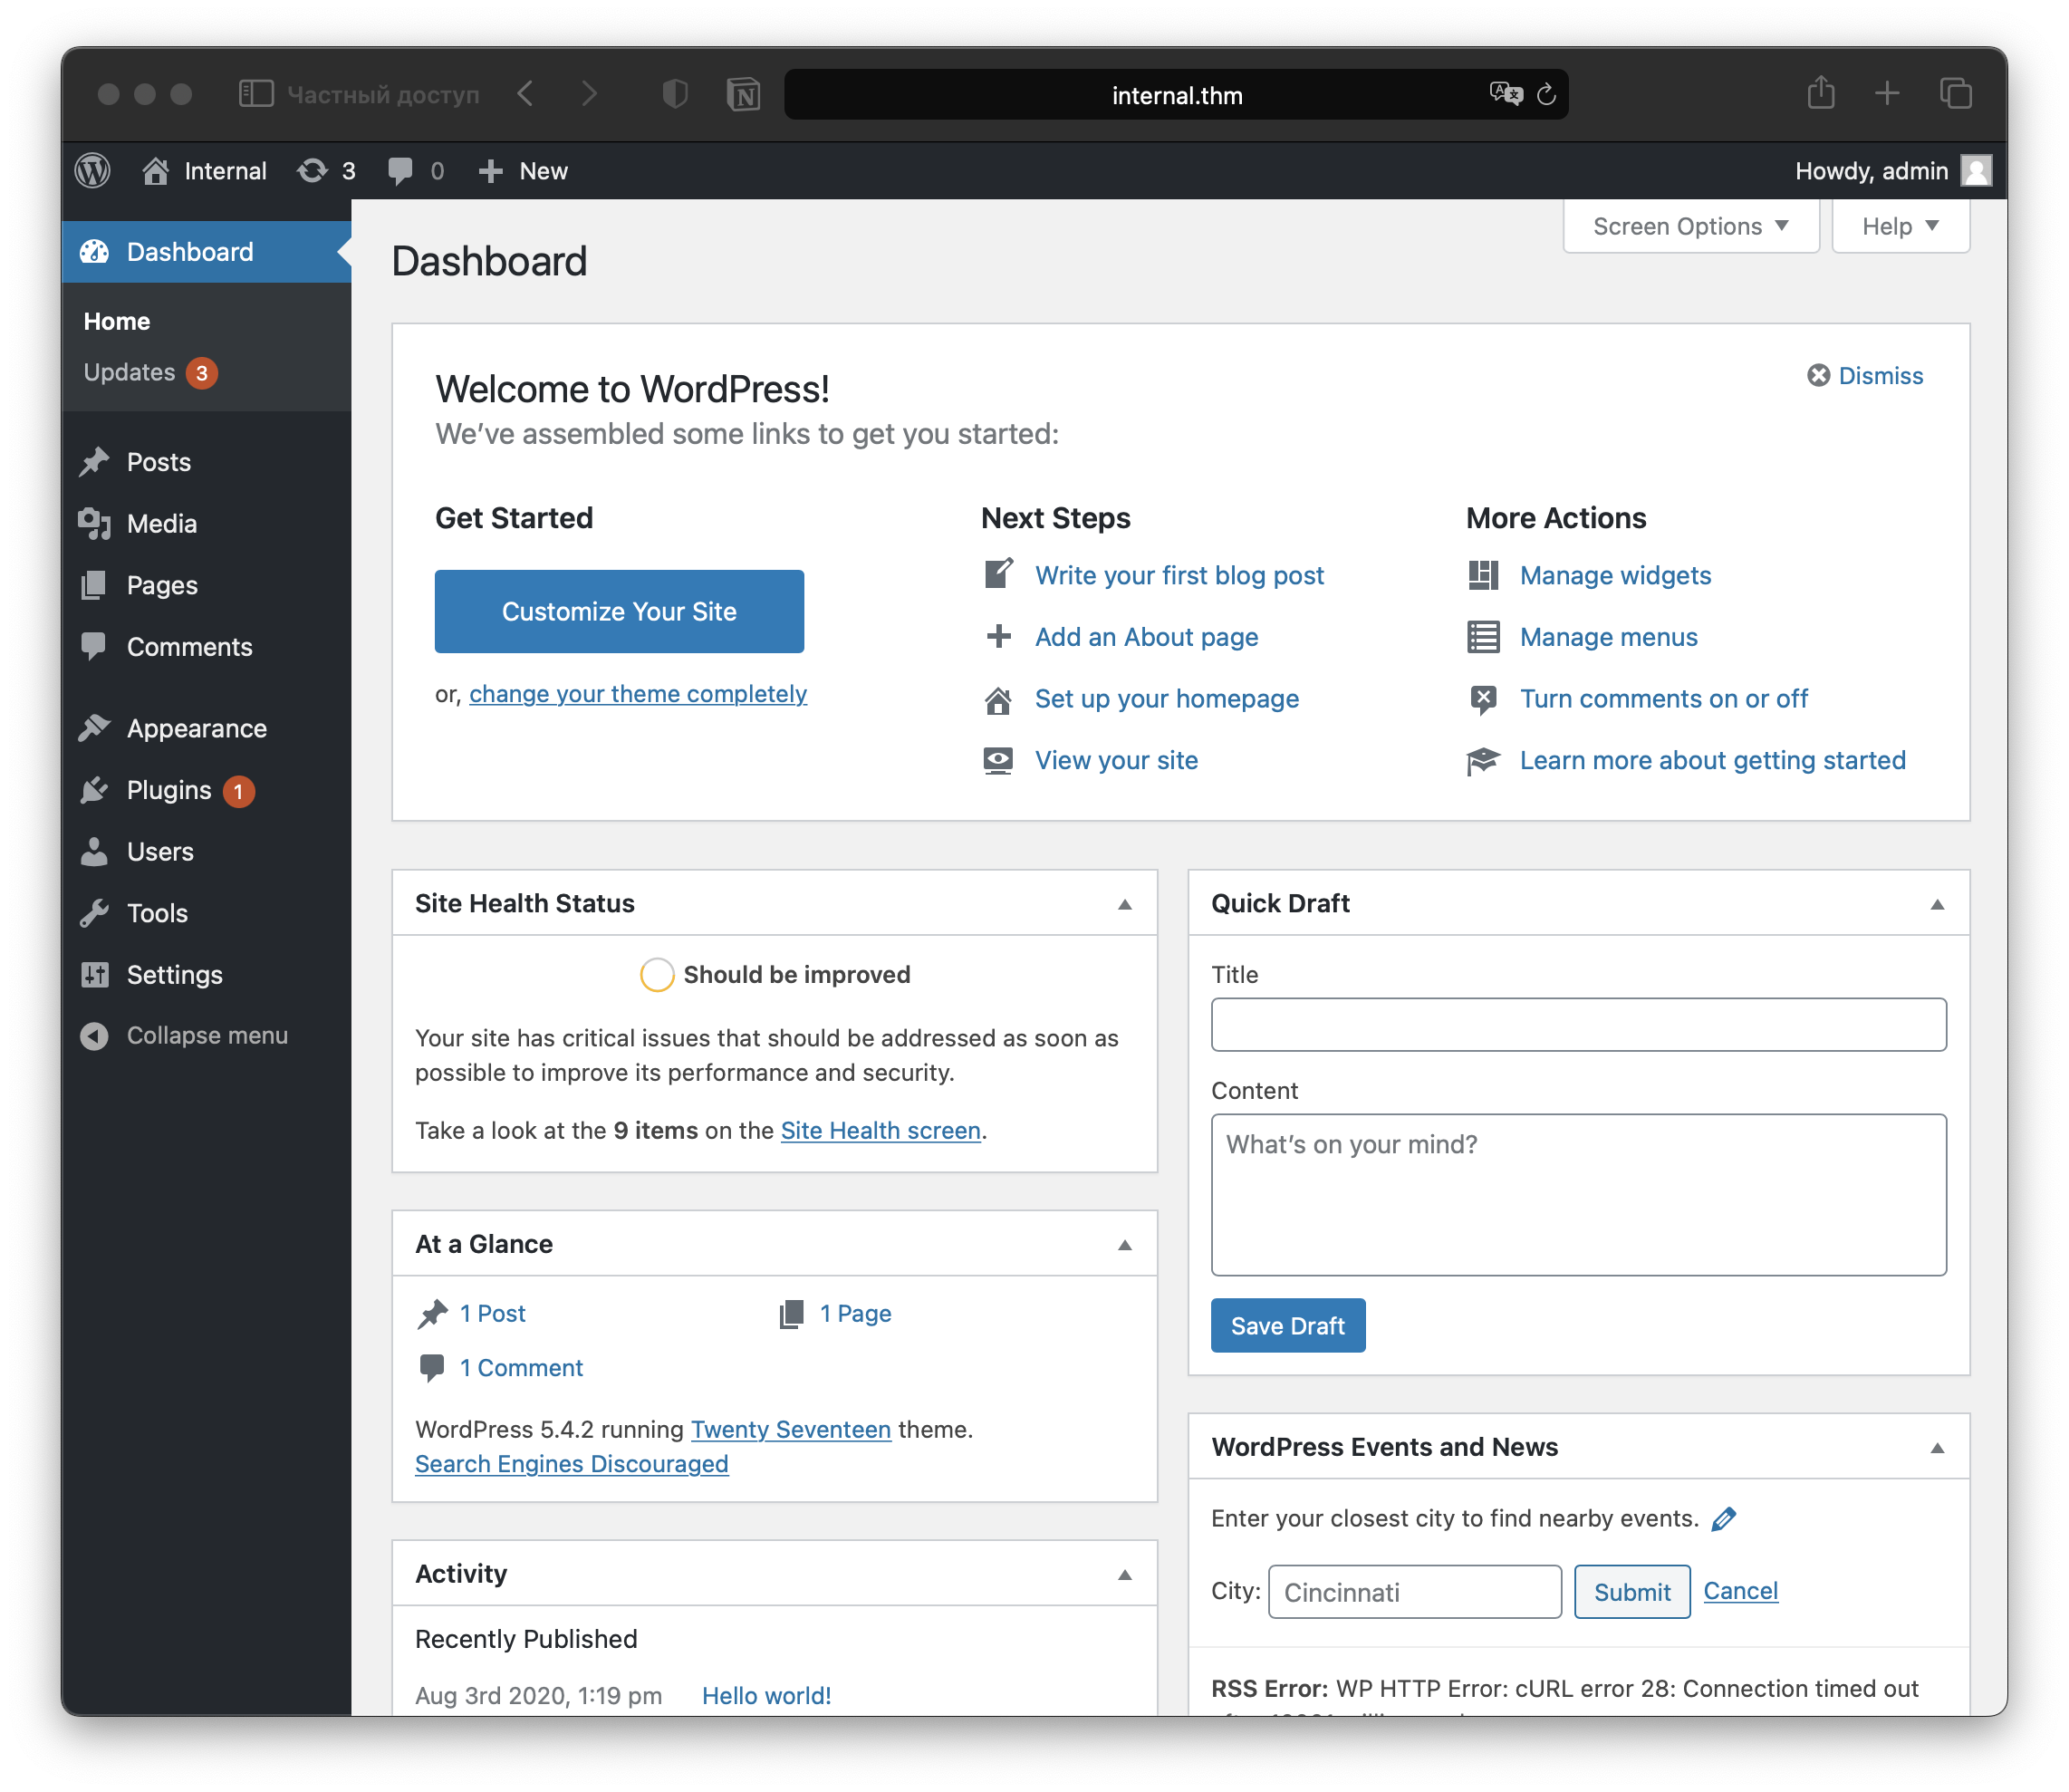 Частный доступ
internal.thm
Internal 3 0 New Howdy, admin
Screen Options Help
Dashboard
Home
Updates 3
Posts
Media
Pages
Comments
Appearance
Plugins 1
Users
Tools
Settings
Collapse menu
Dashboard
Welcome to WordPress!
Dismiss
We’ve assembled some links to get you started:
Get Started
Customize Your Site
or, change your theme completely
Next Steps
Write your first blog post
Add an About page
Set up your homepage
View your site
More Actions
Manage widgets
Manage menus
Turn comments on or off
Learn more about getting started
Site Health Status
Should be improved
Your site has critical issues that should be addressed as soon as
possible to improve its performance and security.
Take a look at the 9 items on the Site Health screen.
At a Glance
1 Post 1 Page
1 Comment
WordPress 5.4.2 running Twenty Seventeen theme.
Search Engines Discouraged
Activity
Recently Published
Aug 3rd 2020, 1:19 pm Hello world!
Quick Draft
Title
Content
What’s on your mind?
Save Draft
WordPress Events and News
Enter your closest city to find nearby events.
City: Cincinnati Submit Cancel
RSS Error: WP HTTP Error: cURL error 28: Connection timed out